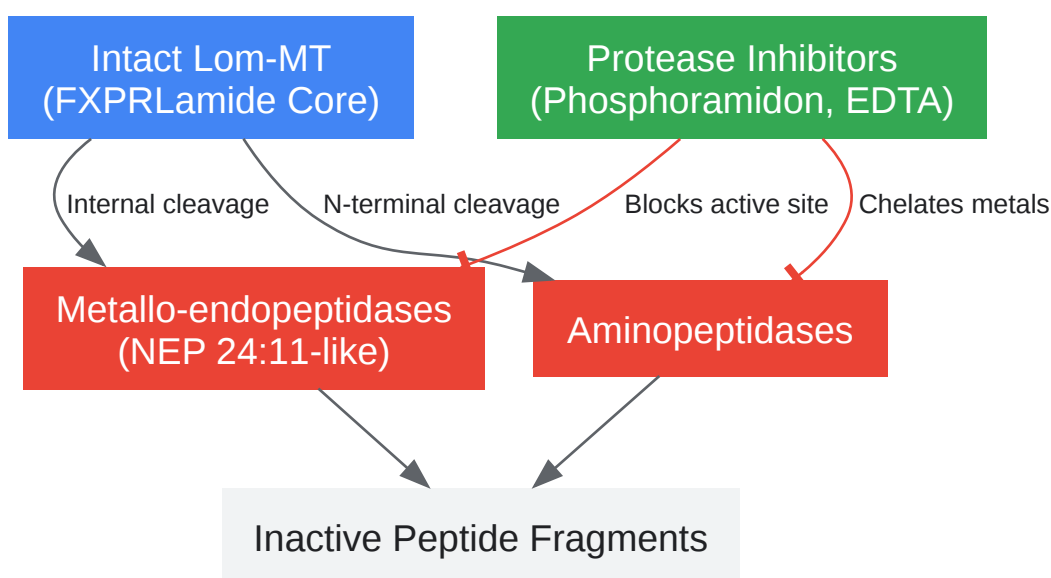 Intact Lom-MT
(FXPRLamide Core)
Protease Inhibitors
(Phosphoramidon, EDTA)
Internal cleavage
N-terminal cleavage
Blocks active site
Chelates metals
Metallo-endopeptidases
(NEP 24:11-like)
Aminopeptidases
Inactive Peptide Fragments